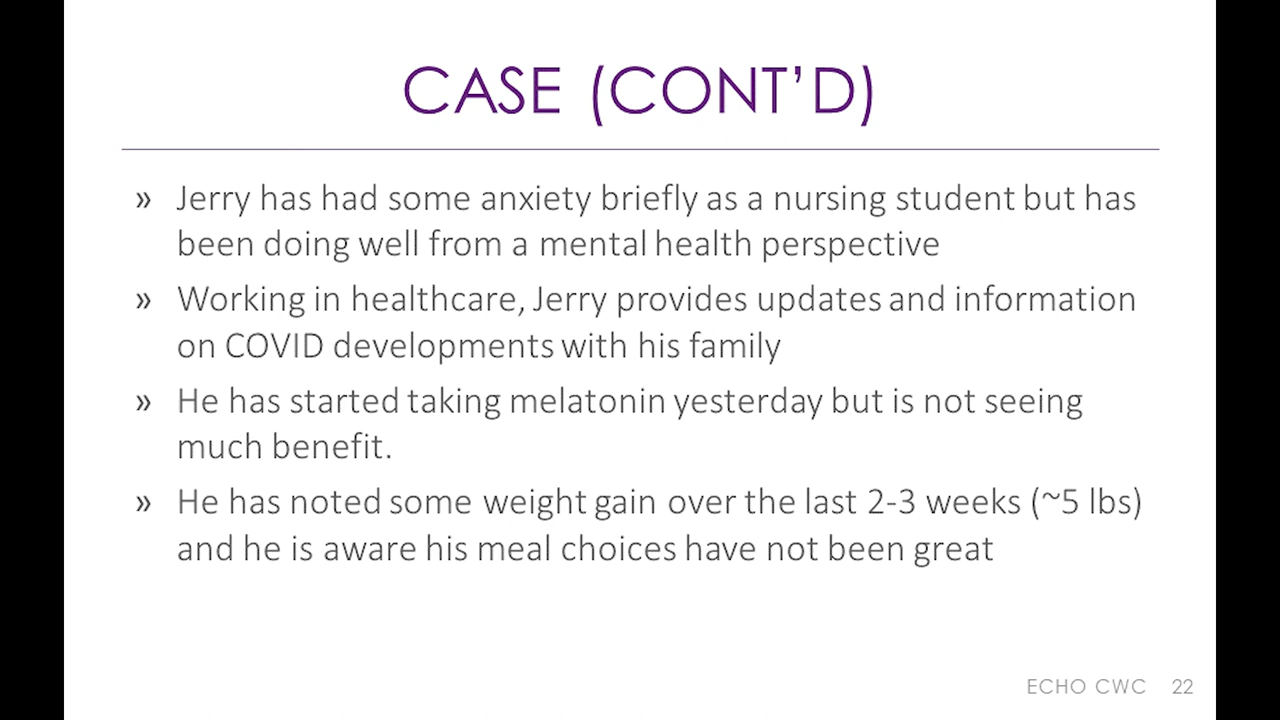 CASE (CONT’D)
» Jerry has had some anxiety briefly as a nursing student but has
been doing well from a mental health perspective
» Working in healthcare, Jerry provides updates and information
on COVID developments with his family
» He has started taking melatonin yesterday but is not seeing
much benefit.
» He has noted some weight gain over the last 2-3 weeks (~5 lbs)
and he is aware his meal choices have not been great
ECHO CWC 22